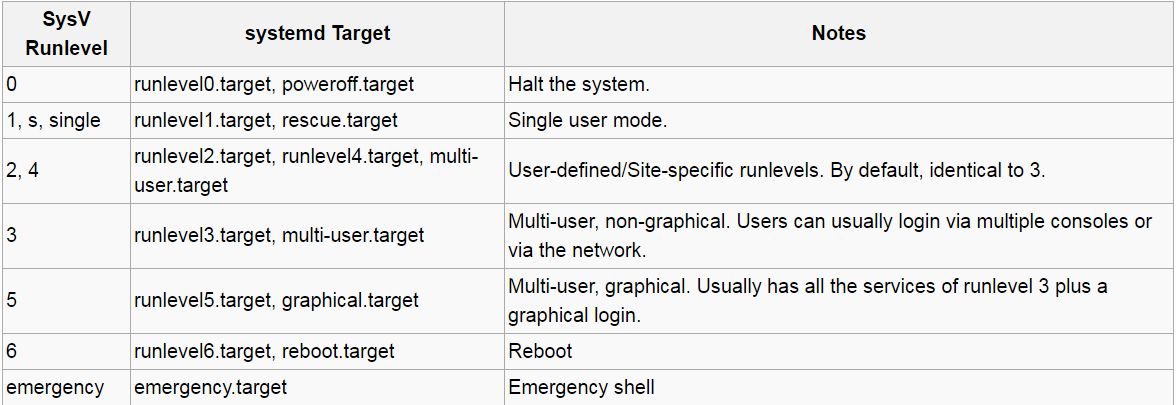 SysV
Runlevel
systemd Target
Notes
0
runlevel0.target, poweroff.target
Halt the system.
1, s, single
runlevel1.target, rescue.target
Single user mode.
2, 4
runlevel2.target, runlevel4.target, multi-
user.target
User-defined/Site-specific runlevels. By default, identical to 3.
3
runlevel3.target, multi-user.target
Multi-user, non-graphical. Users can usually login via multiple consoles or
via the network.
5
runlevel5.target, graphical.target
Multi-user, graphical. Usually has all the services of runlevel 3 plus a
graphical login.
6
runlevel6.target, reboot.target
Reboot
emergency
emergency.target
Emergency shell